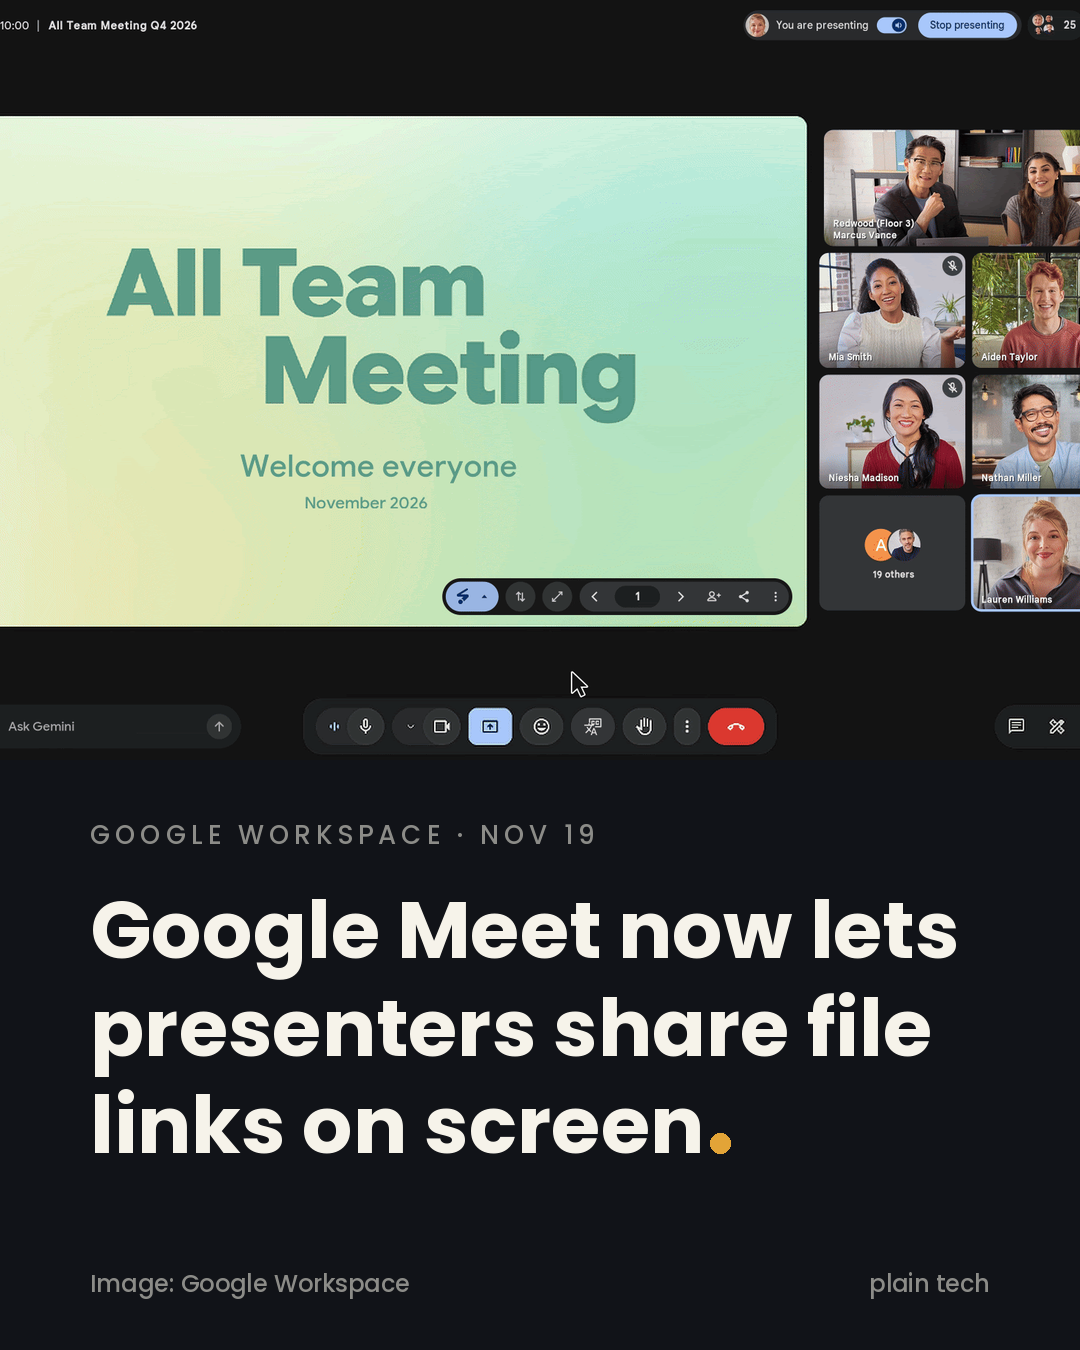 10:00 | All Team Meeting Q4 2026
You are presenting
Stop presenting
25
All Team
Meeting
Welcome everyone
November 2026
1
Redwood (Floor 3)
Marcus Vance
Mia Smith
Aiden Taylor
Niesha Madison
Nathan Miller
A
19 others
Lauren Williams
Ask Gemini
GOOGLE WORKSPACE · NOV 19
Google Meet now lets
presenters share file
links on screen.
Image: Google Workspace
plain tech